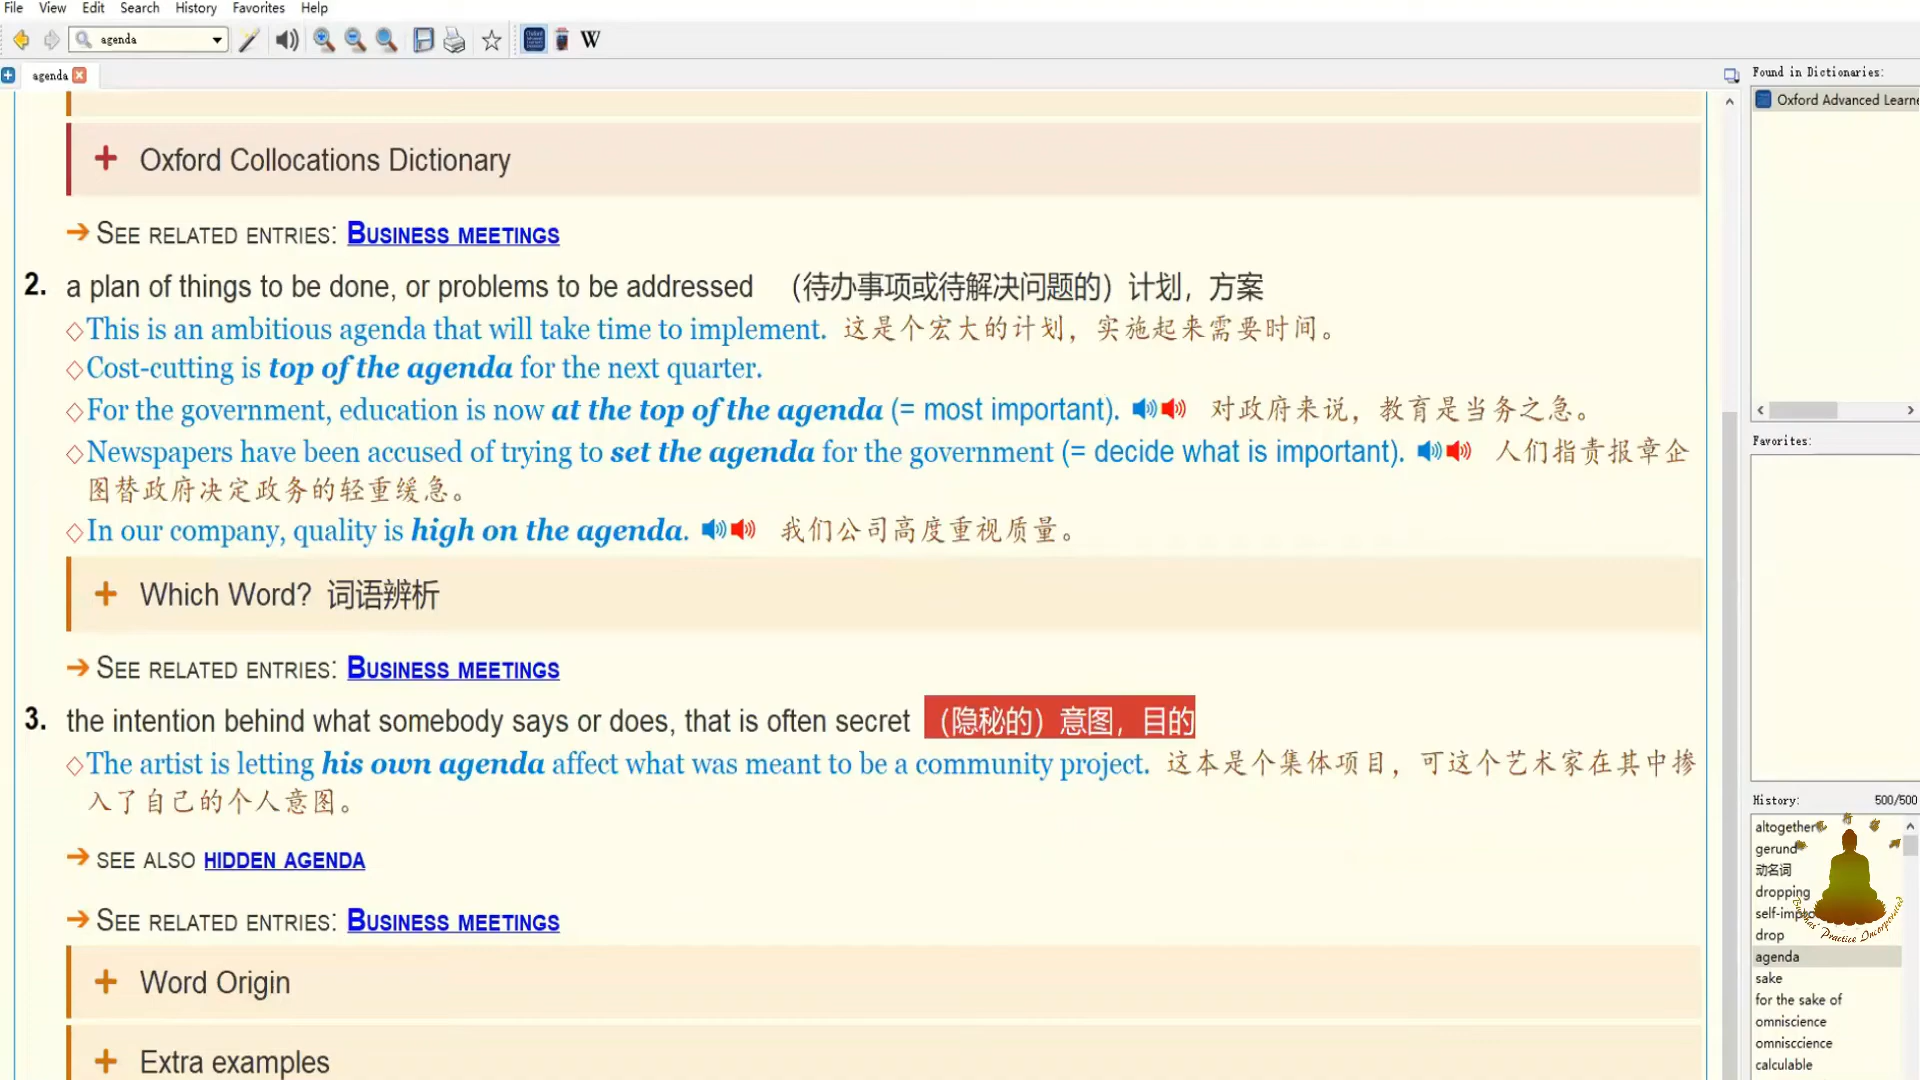 File View Edit Search History Favorites Help
agenda
agenda
Found in Dictionaries:
Oxford Advanced Learne
Oxford Collocations Dictionary
SEE RELATED ENTRIES: BUSINESS MEETINGS
2. a plan of things to be done, or problems to be addressed （待办事项或待解决问题的）计划，方案
This is an ambitious agenda that will take time to implement. 这是个宏大的计划，实施起来需要时间。
Cost-cutting is top of the agenda for the next quarter.
For the government, education is now at the top of the agenda (= most important). 对政府来说，教育是当务之急。
Newspapers have been accused of trying to set the agenda for the government (= decide what is important). 人们指责报章企
图替政府决定政务的轻重缓急。
In our company, quality is high on the agenda. 我们公司高度重视质量。
Which Word? 词语辨析
SEE RELATED ENTRIES: BUSINESS MEETINGS
3. the intention behind what somebody says or does, that is often secret （隐秘的）意图，目的
The artist is letting his own agenda affect what was meant to be a community project. 这本是个集体项目，可这个艺术家在其中掺
入了自己的个人意图。
SEE ALSO HIDDEN AGENDA
SEE RELATED ENTRIES: BUSINESS MEETINGS
Word Origin
Extra examples
Favorites:
History: 500/500
altogether
gerund
动名词
dropping
self-impro
drop
agenda
sake
for the sake of
omniscience
omnisccience
calculable
Buddhas' Practice Incorporated
W